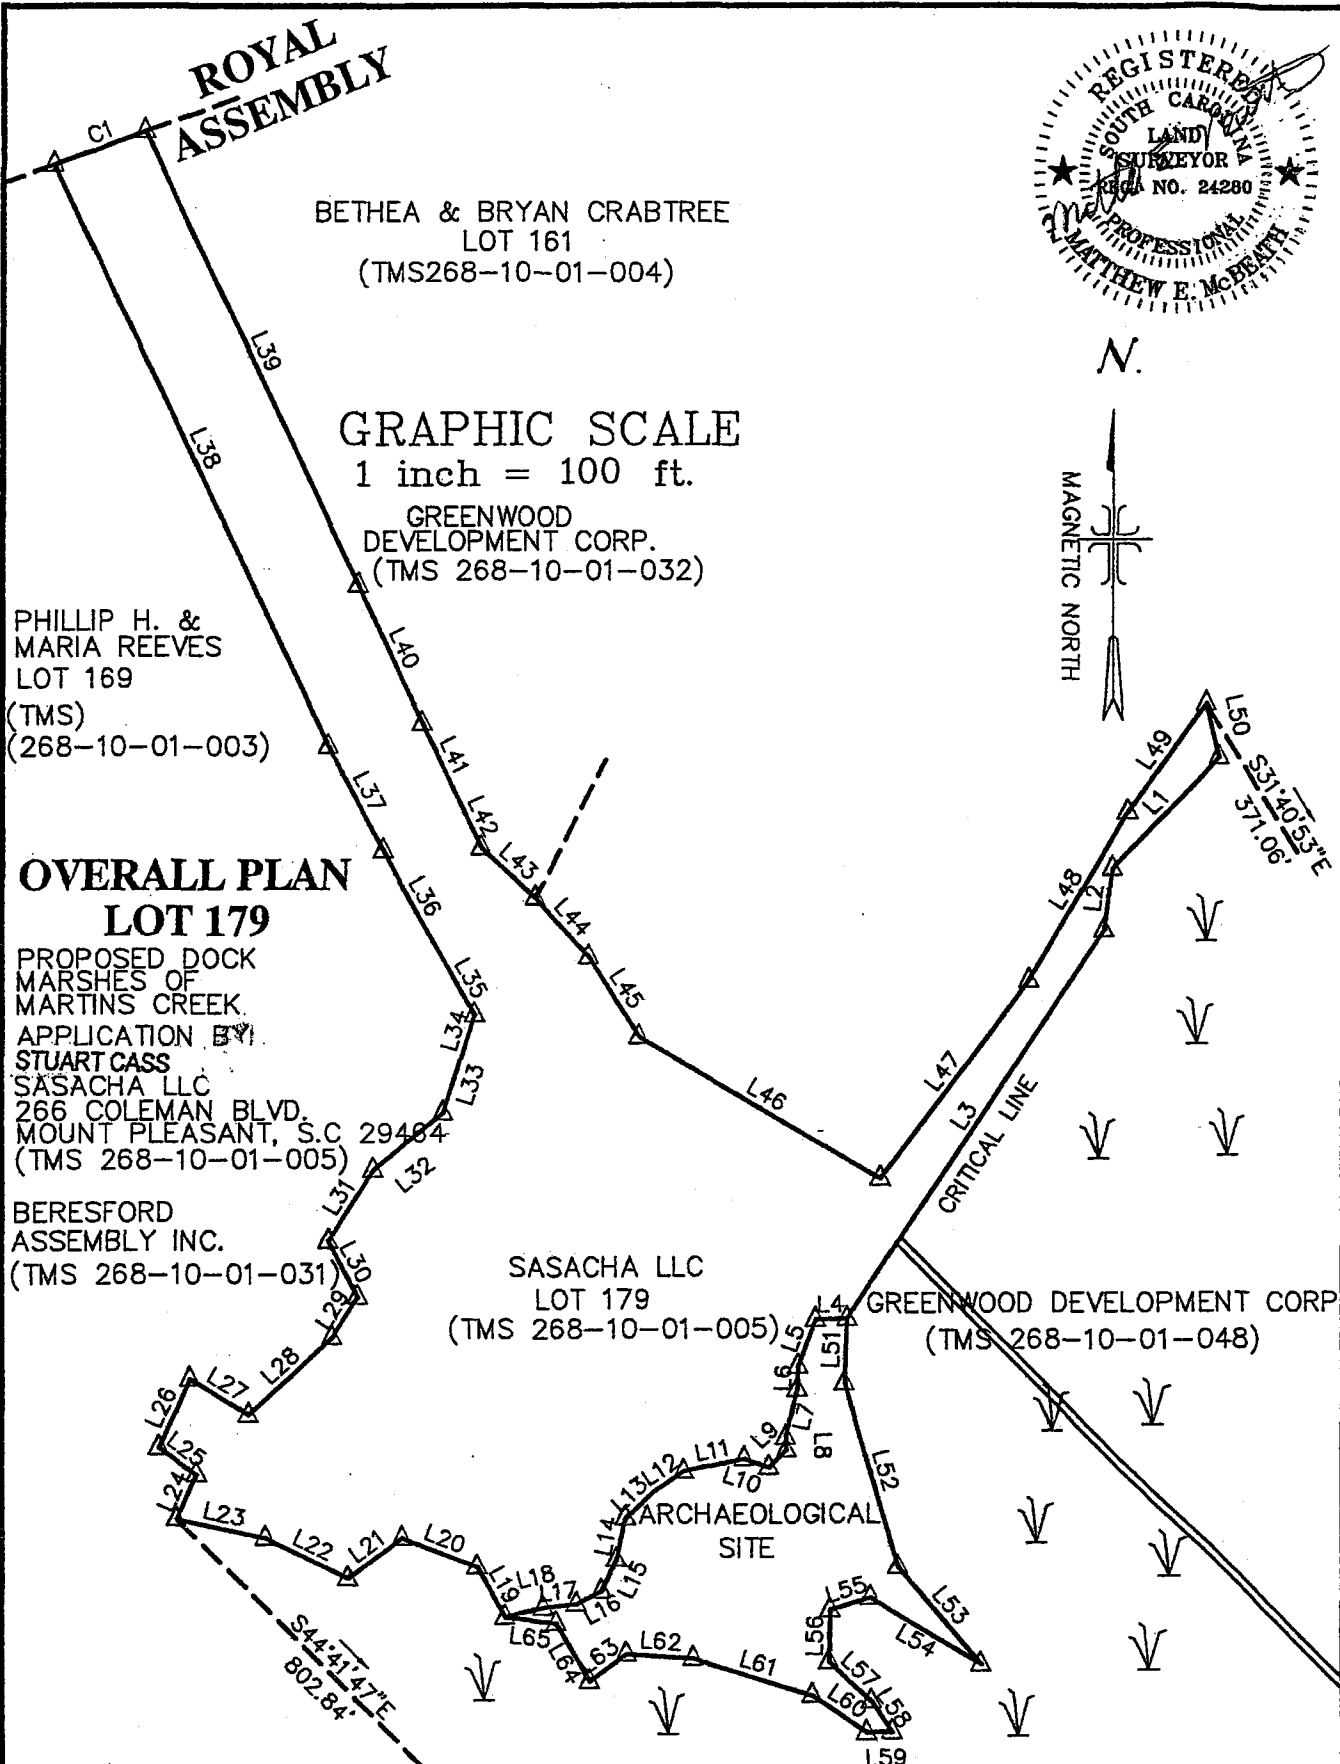 ROYAL
ASSEMBLY
C1
REGISTERED
SOUTH CAROLINA
LAND
SURVEYOR
REG. NO. 24280
PROFESSIONAL
MATTHEW E. McBEATH
BETHEA & BRYAN CRABTREE
LOT 161
(TMS268-10-01-004)
N.
MAGNETIC NORTH
L39
L38
GRAPHIC SCALE
1 inch = 100 ft.
GREENWOOD
DEVELOPMENT CORP.
(TMS 268-10-01-032)
PHILLIP H. &
MARIA REEVES
LOT 169
(TMS)
(268-10-01-003)
L40
L41
L42
L43
L44
L45
L46
L47
L48
L49
L50
S31°40'53"E
371.06'
L1
L2
L3
CRITICAL LINE
L37
L36
L35
L34
L33
L32
L31
L30
L29
L28
L27
L26
L25
L24
L23
L22
L21
L20
L19
L18
L17
L16
L15
L14
L13
L12
L11
L10
L9
L8
L7
L6
L5
L4
L51
L52
L53
L54
L55
L56
L57
L58
L59
L60
L61
L62
L63
L64
L65
OVERALL PLAN
LOT 179
PROPOSED DOCK
MARSHES OF
MARTINS CREEK
APPLICATION BY
STUART CASS
SASACHA LLC
266 COLEMAN BLVD.
MOUNT PLEASANT, S.C 29464
(TMS 268-10-01-005)
BERESFORD
ASSEMBLY INC.
(TMS 268-10-01-031)
SASACHA LLC
LOT 179
(TMS 268-10-01-005)
GREENWOOD DEVELOPMENT CORP
(TMS 268-10-01-048)
ARCHAEOLOGICAL
SITE
S44°41'47"E
802.84'